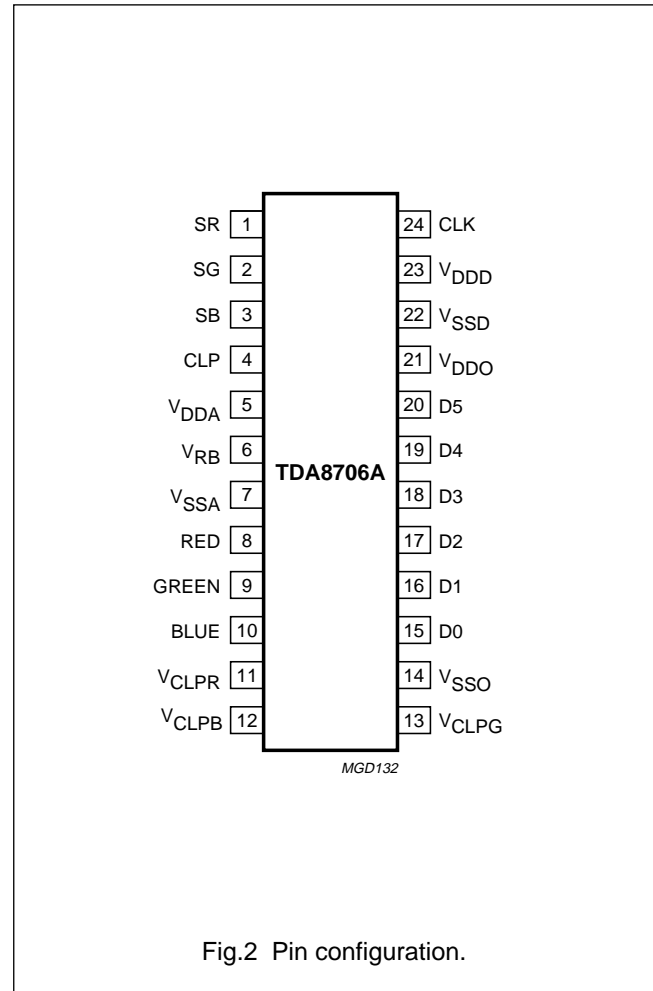 SR 1 24 CLK
SG 2 23 VDDD
SB 3 22 VSSD
CLP 4 21 VDDO
VDDA 5 20 D5
VRB 6 19 D4
TDA8706A
VSSA 7 18 D3
RED 8 17 D2
GREEN 9 16 D1
BLUE 10 15 D0
VCLPR 11 14 VSSO
VCLPB 12 13 VCLPG
MGD132
Fig.2 Pin configuration.